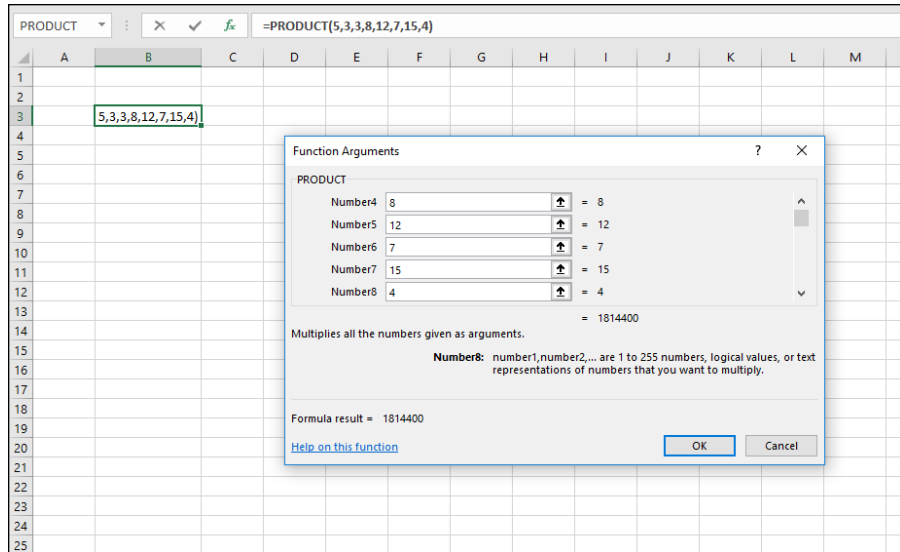 PRODUCT fx =PRODUCT(5,3,3,8,12,7,15,4)
A B C D E F G H I J K L M
1
2
3 5,3,3,8,12,7,15,4)
4
5
6
7
8
9
10
11
12
13
14
15
16
17
18
19
20
21
22
23
24
25
Function Arguments ? X
PRODUCT
Number4 8 = 8
Number5 12 = 12
Number6 7 = 7
Number7 15 = 15
Number8 4 = 4
= 1814400
Multiplies all the numbers given as arguments.
Number8: number1,number2,... are 1 to 255 numbers, logical values, or text
representations of numbers that you want to multiply.
Formula result = 1814400
Help on this function OK Cancel